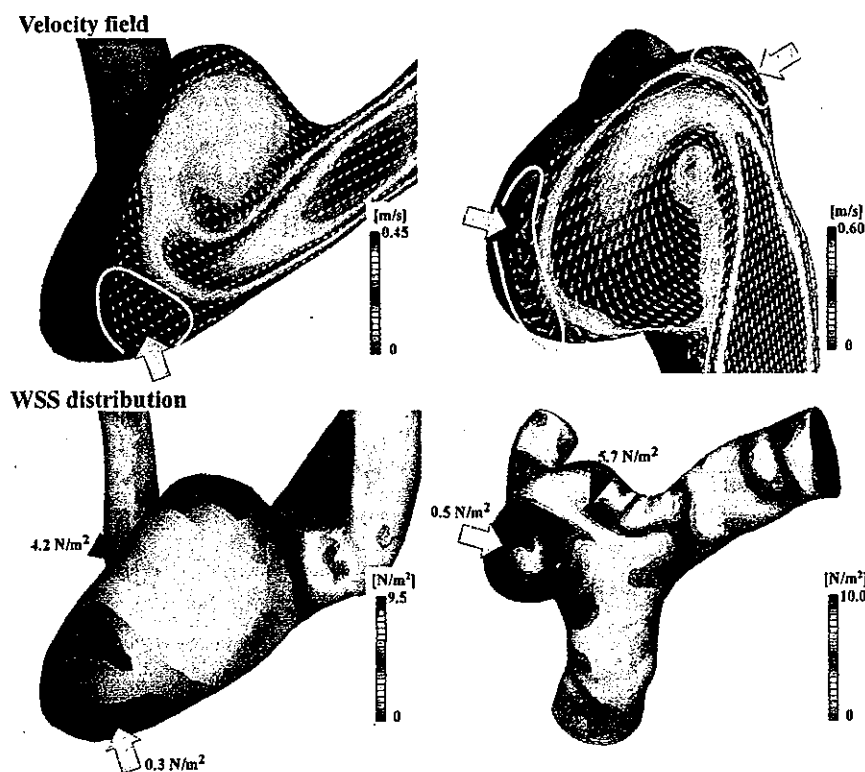 Velocity field
[m/s]
0.45
0
[m/s]
0.60
0
WSS distribution
4.2 N/m²
[N/m²]
9.5
0
0.3 N/m²
5.7 N/m²
0.5 N/m²
[N/m²]
10.0
0